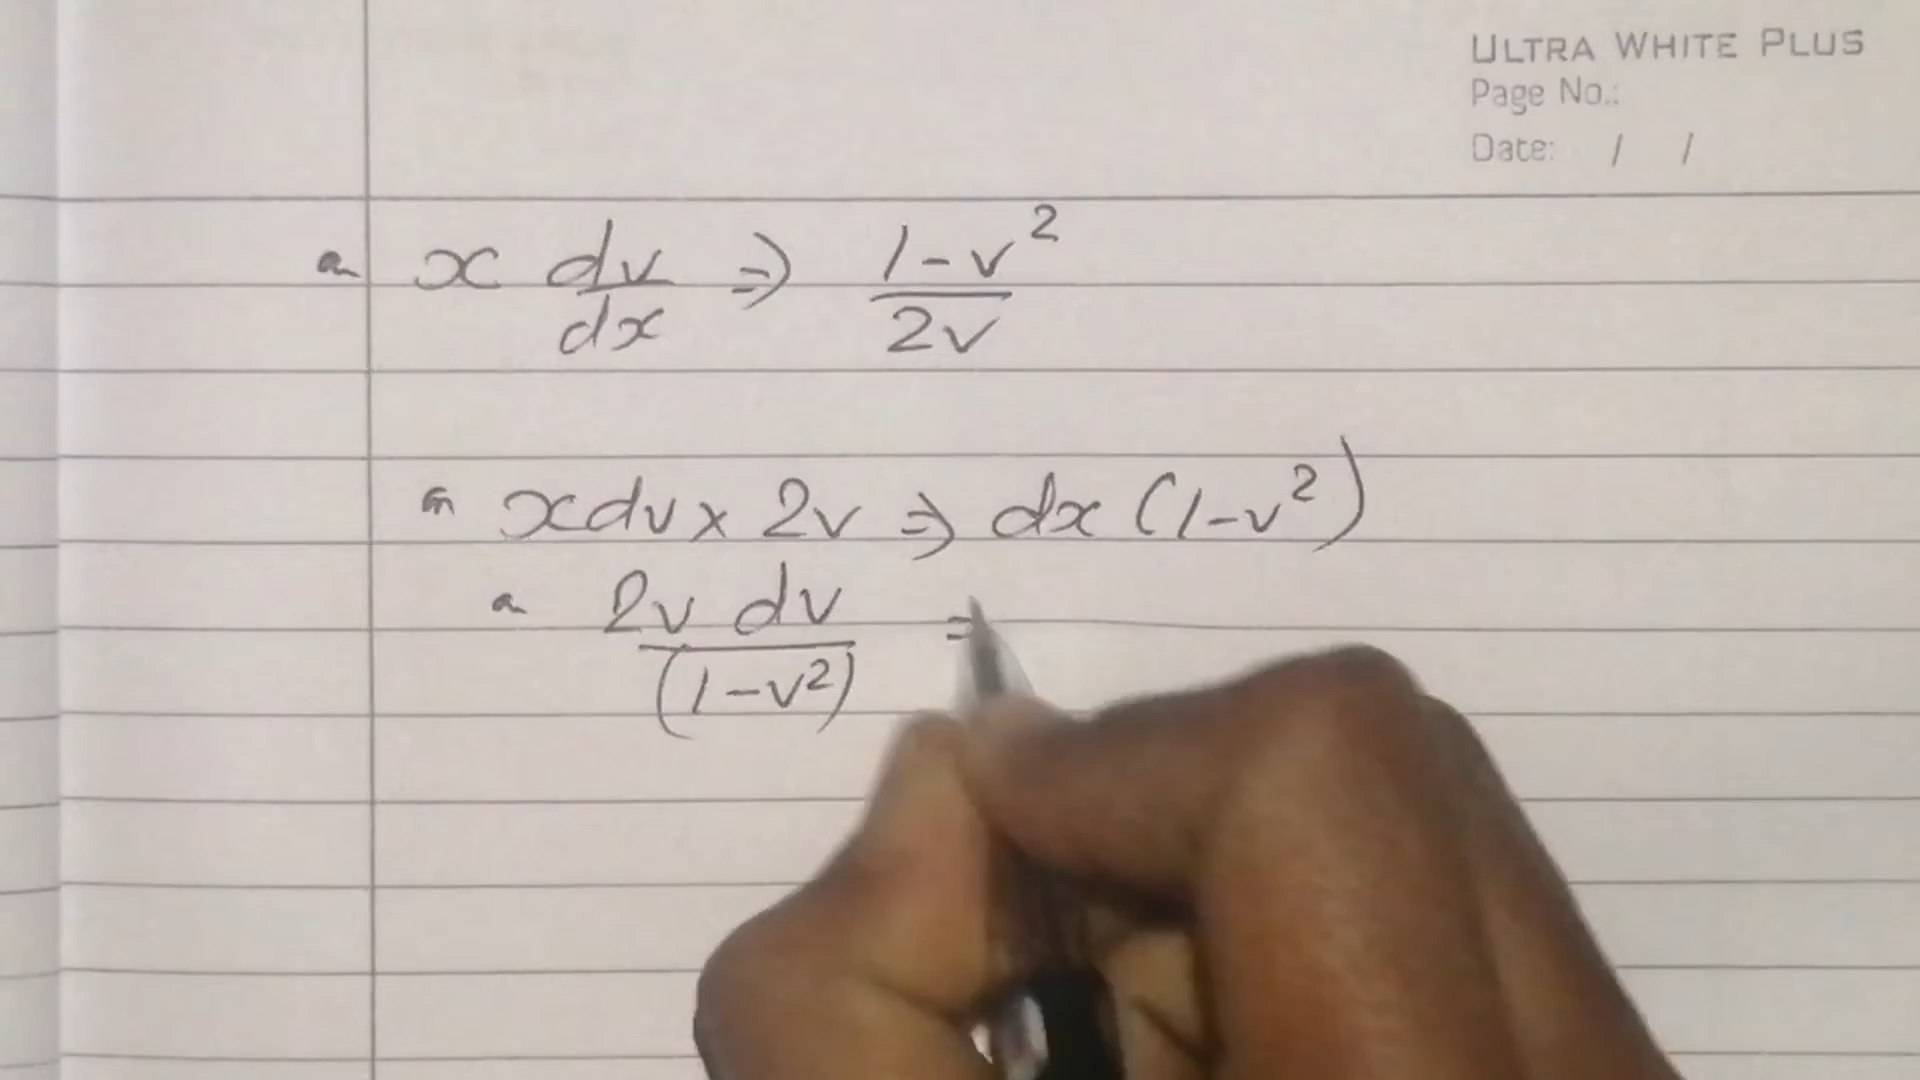 ULTRA WHITE PLUS
Page No.:
Date: / /
x dv/dx ⇒ 1-v²/2v
xdv × 2v ⇒ dx (1-v²)
2v dv/(1-v²) =